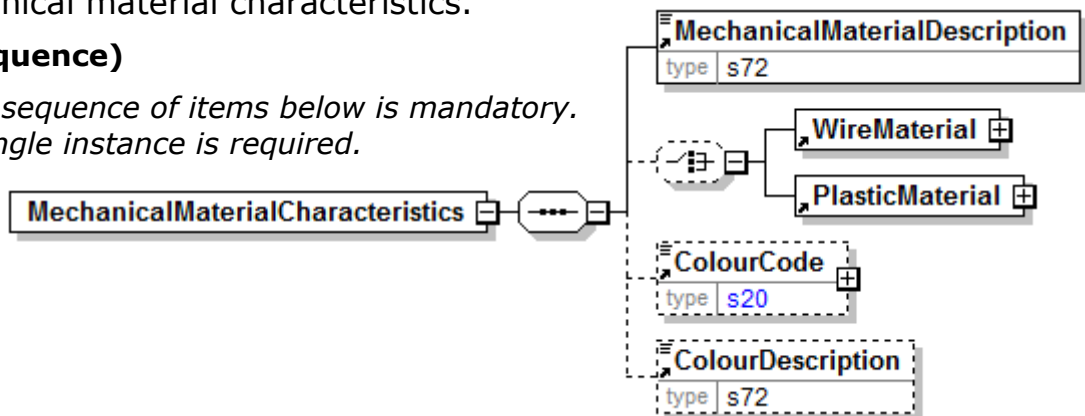 nical material characteristics.
quence)
sequence of items below is mandatory.
ngle instance is required.
MechanicalMaterialCharacteristics
MechanicalMaterialDescription
type s72
WireMaterial
PlasticMaterial
ColourCode
type s20
ColourDescription
type s72